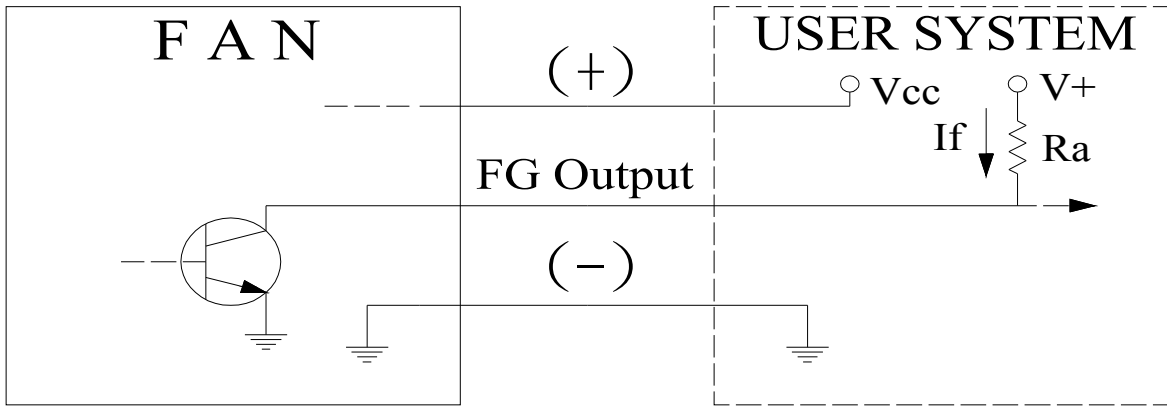 F A N
USER SYSTEM
(+)
Vcc
V+
If
Ra
FG Output
(-)